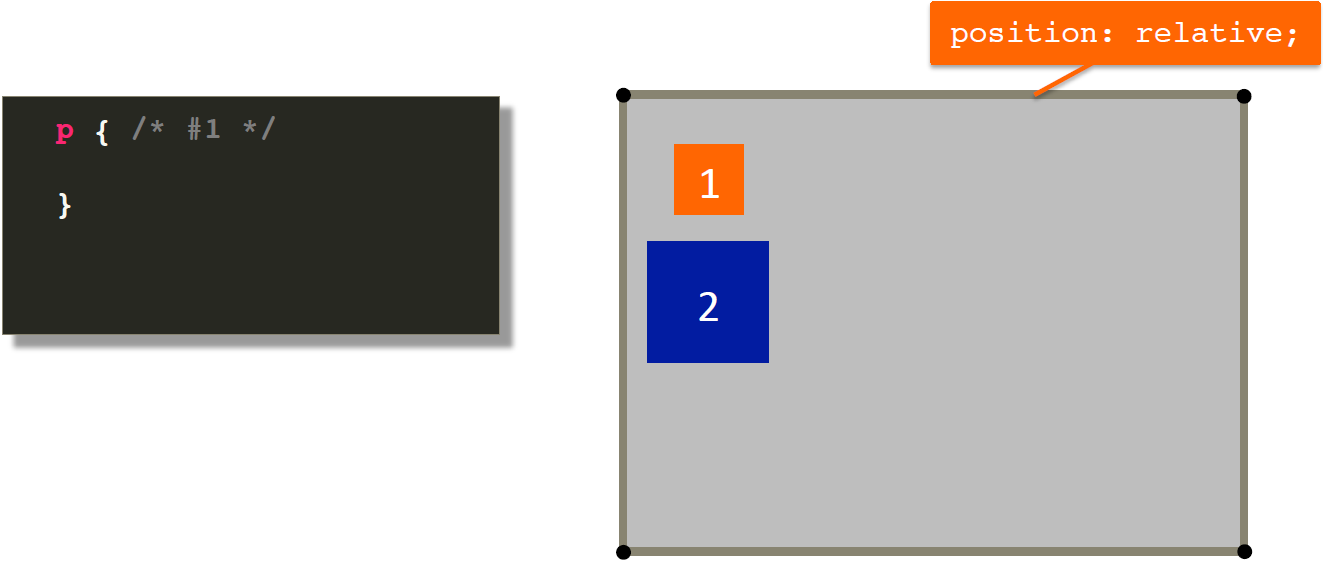 position: relative;
p { /* #1 */
}
1
2